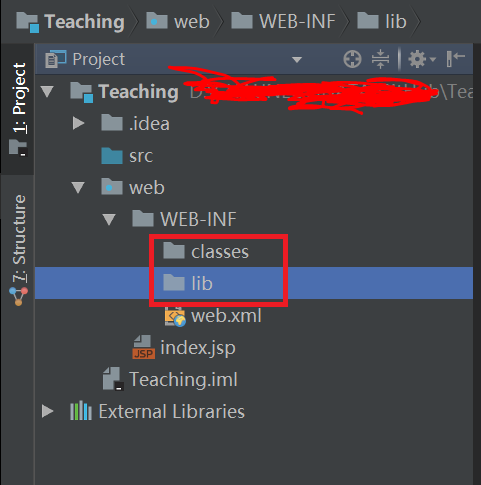 Teaching web WEB-INF lib
Project
1: Project
7: Structure
Teaching D:
\Tea
.idea
src
web
WEB-INF
classes
lib
web.xml
JSP index.jsp
Teaching.iml
External Libraries